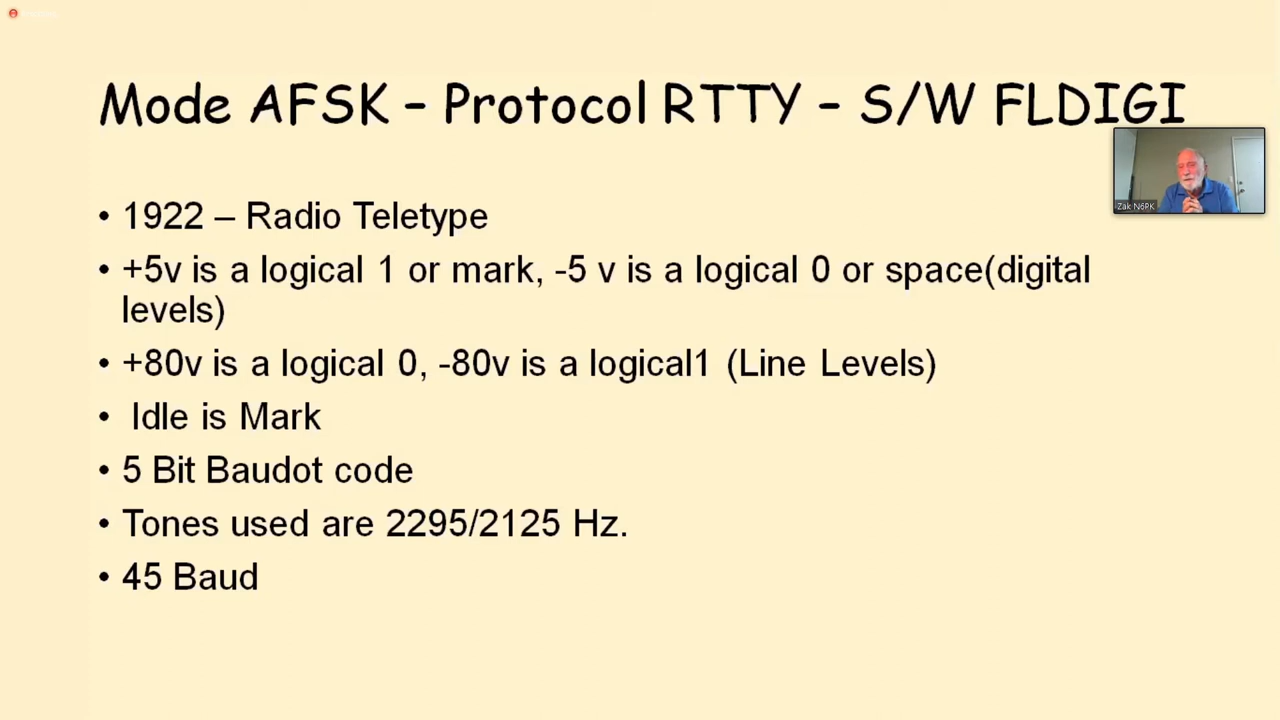 Mode AFSK – Protocol RTTY – S/W FLDIGI
• 1922 – Radio Teletype
• +5v is a logical 1 or mark, -5 v is a logical 0 or space(digital
levels)
• +80v is a logical 0, -80v is a logical1 (Line Levels)
• Idle is Mark
• 5 Bit Baudot code
• Tones used are 2295/2125 Hz.
• 45 Baud
Zak N6PK